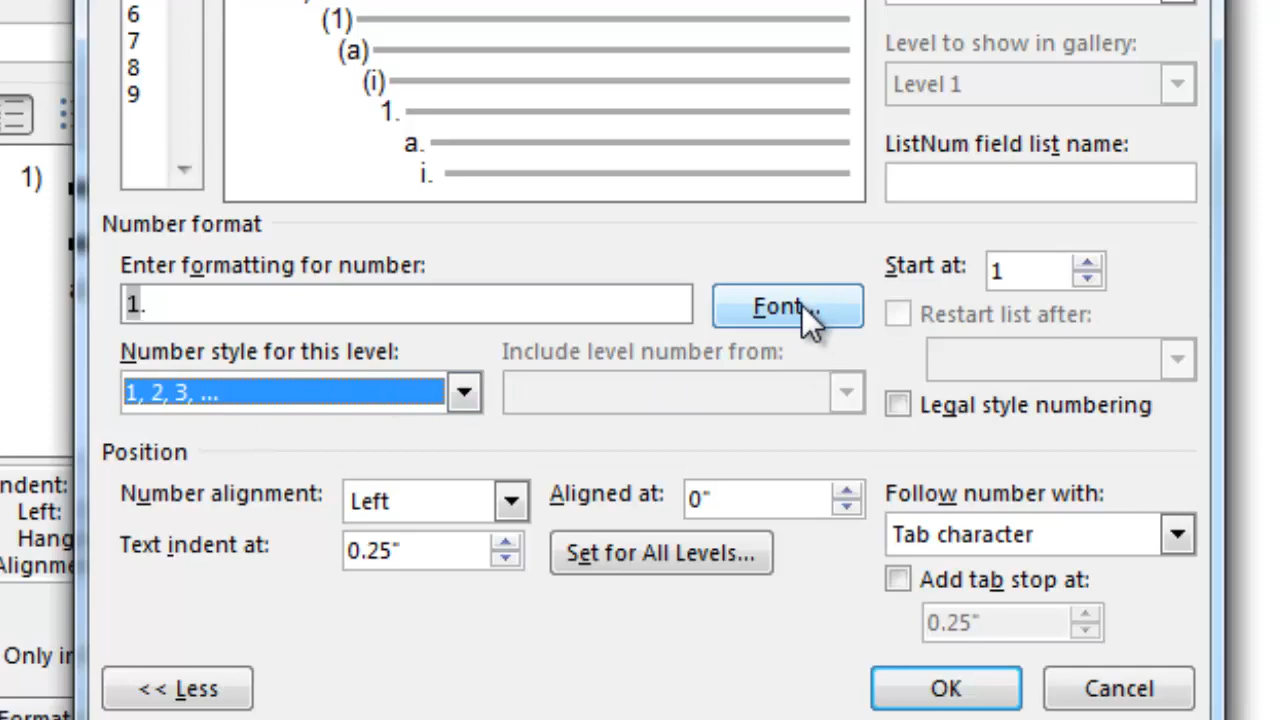 6
7
8
9
(1)
(a)
(i)
1.
a.
i.
Level to show in gallery:
Level 1
ListNum field list name:
1)
Number format
Enter formatting for number:
1.
Font...
Start at:
1
Restart list after:
Number style for this level:
1, 2, 3, ...
Include level number from:
Legal style numbering
Position
Number alignment:
Left
Aligned at:
0"
Follow number with:
Tab character
Text indent at:
0.25"
Set for All Levels...
Add tab stop at:
0.25"
ndent:
Left:
Hang
Alignme
Only in
Format
<< Less
OK
Cancel